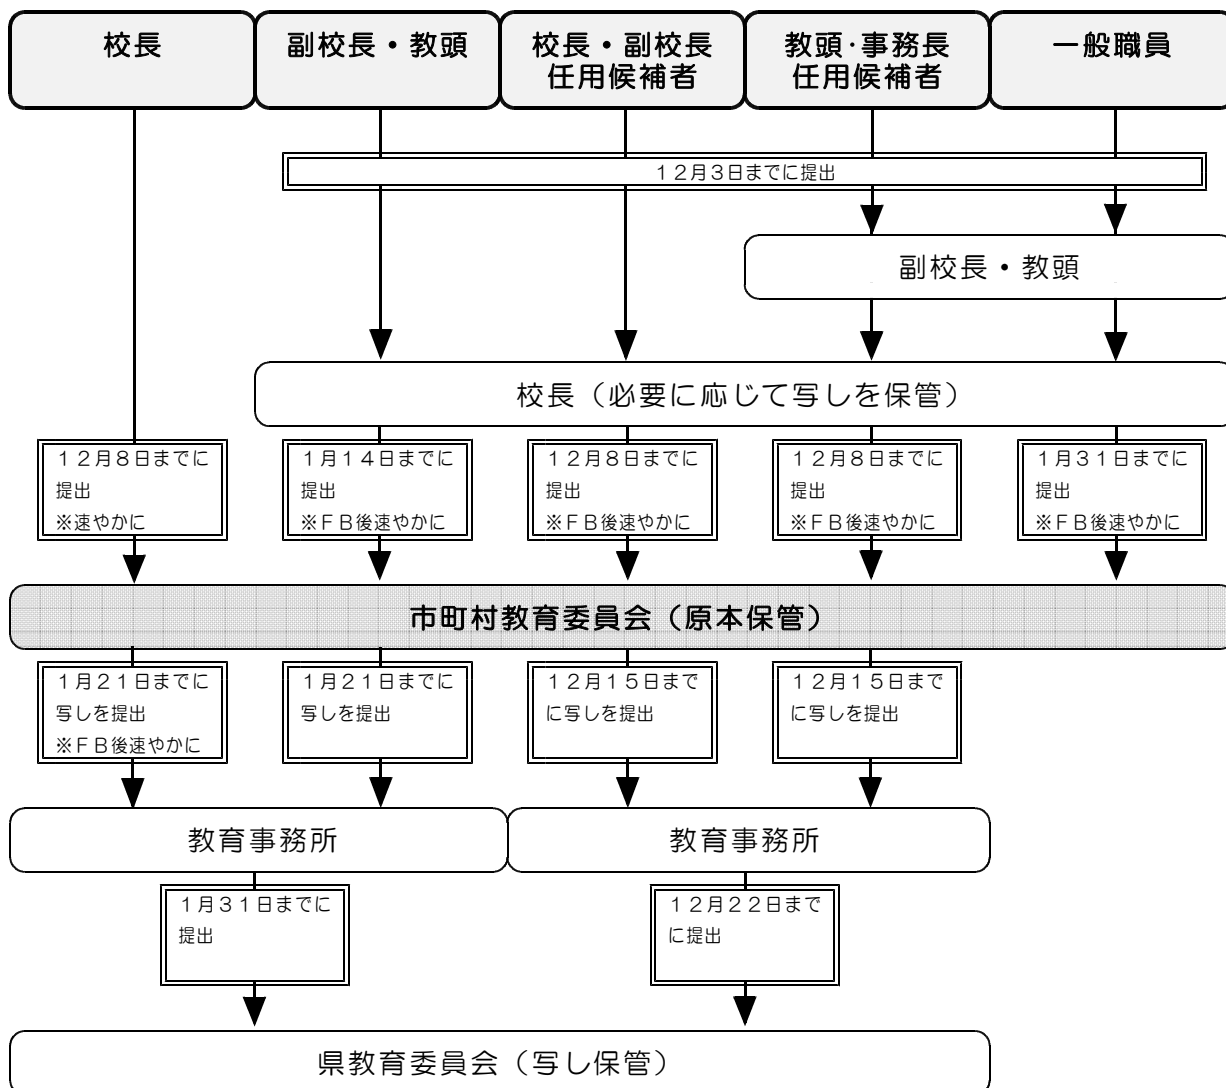 校長
副校長・教頭
校長・副校長
任用候補者
教頭・事務長
任用候補者
一般職員
１２月３日までに提出
副校長・教頭
校長（必要に応じて写しを保管）
１２月８日までに
提出
※速やかに
１月１４日までに
提出
※ＦＢ後速やかに
１２月８日までに
提出
※ＦＢ後速やかに
１２月８日までに
提出
※ＦＢ後速やかに
１月３１日までに
提出
※ＦＢ後速やかに
市町村教育委員会（原本保管）
１月２１日までに
写しを提出
※ＦＢ後速やかに
１月２１日までに
写しを提出
１２月１５日まで
に写しを提出
１２月１５日まで
に写しを提出
教育事務所
教育事務所
１月３１日までに
提出
１２月２２日まで
に提出
県教育委員会（写し保管）